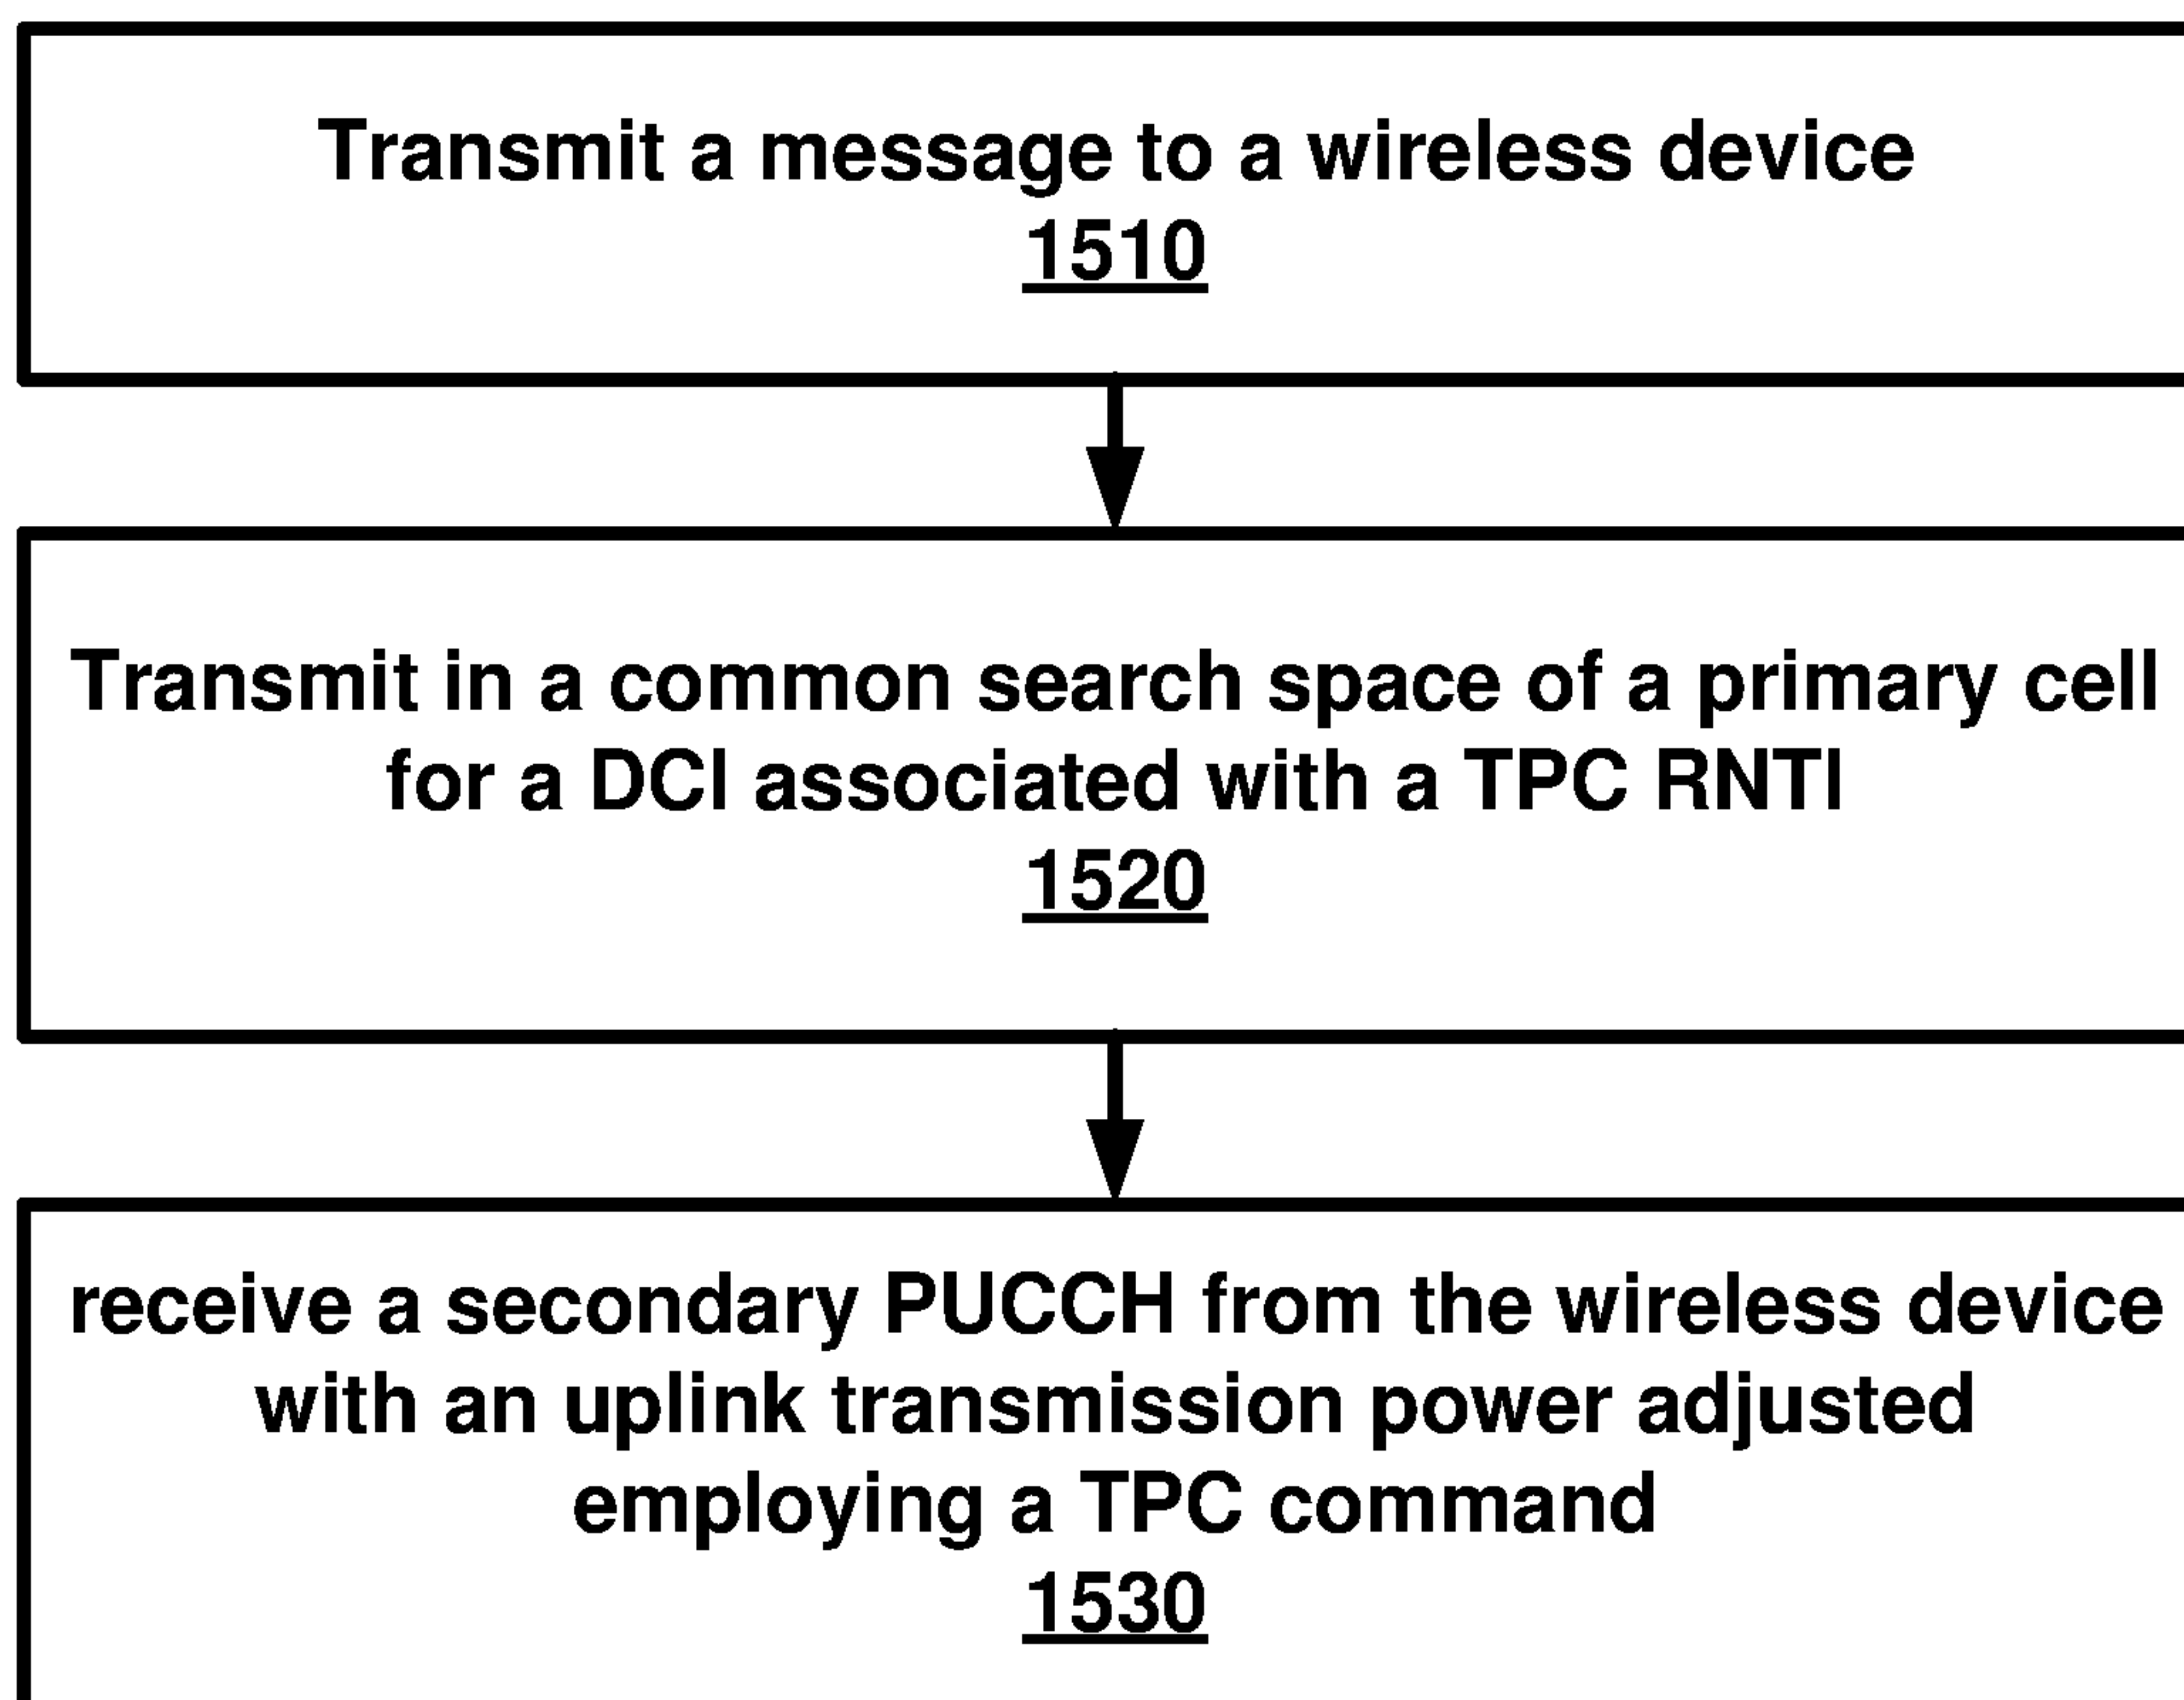 Transmit a message to a wireless device
1510
Transmit in a common search space of a primary cell
for a DCI associated with a TPC RNTI
1520
receive a secondary PUCCH from the wireless device
with an uplink transmission power adjusted
employing a TPC command
1530